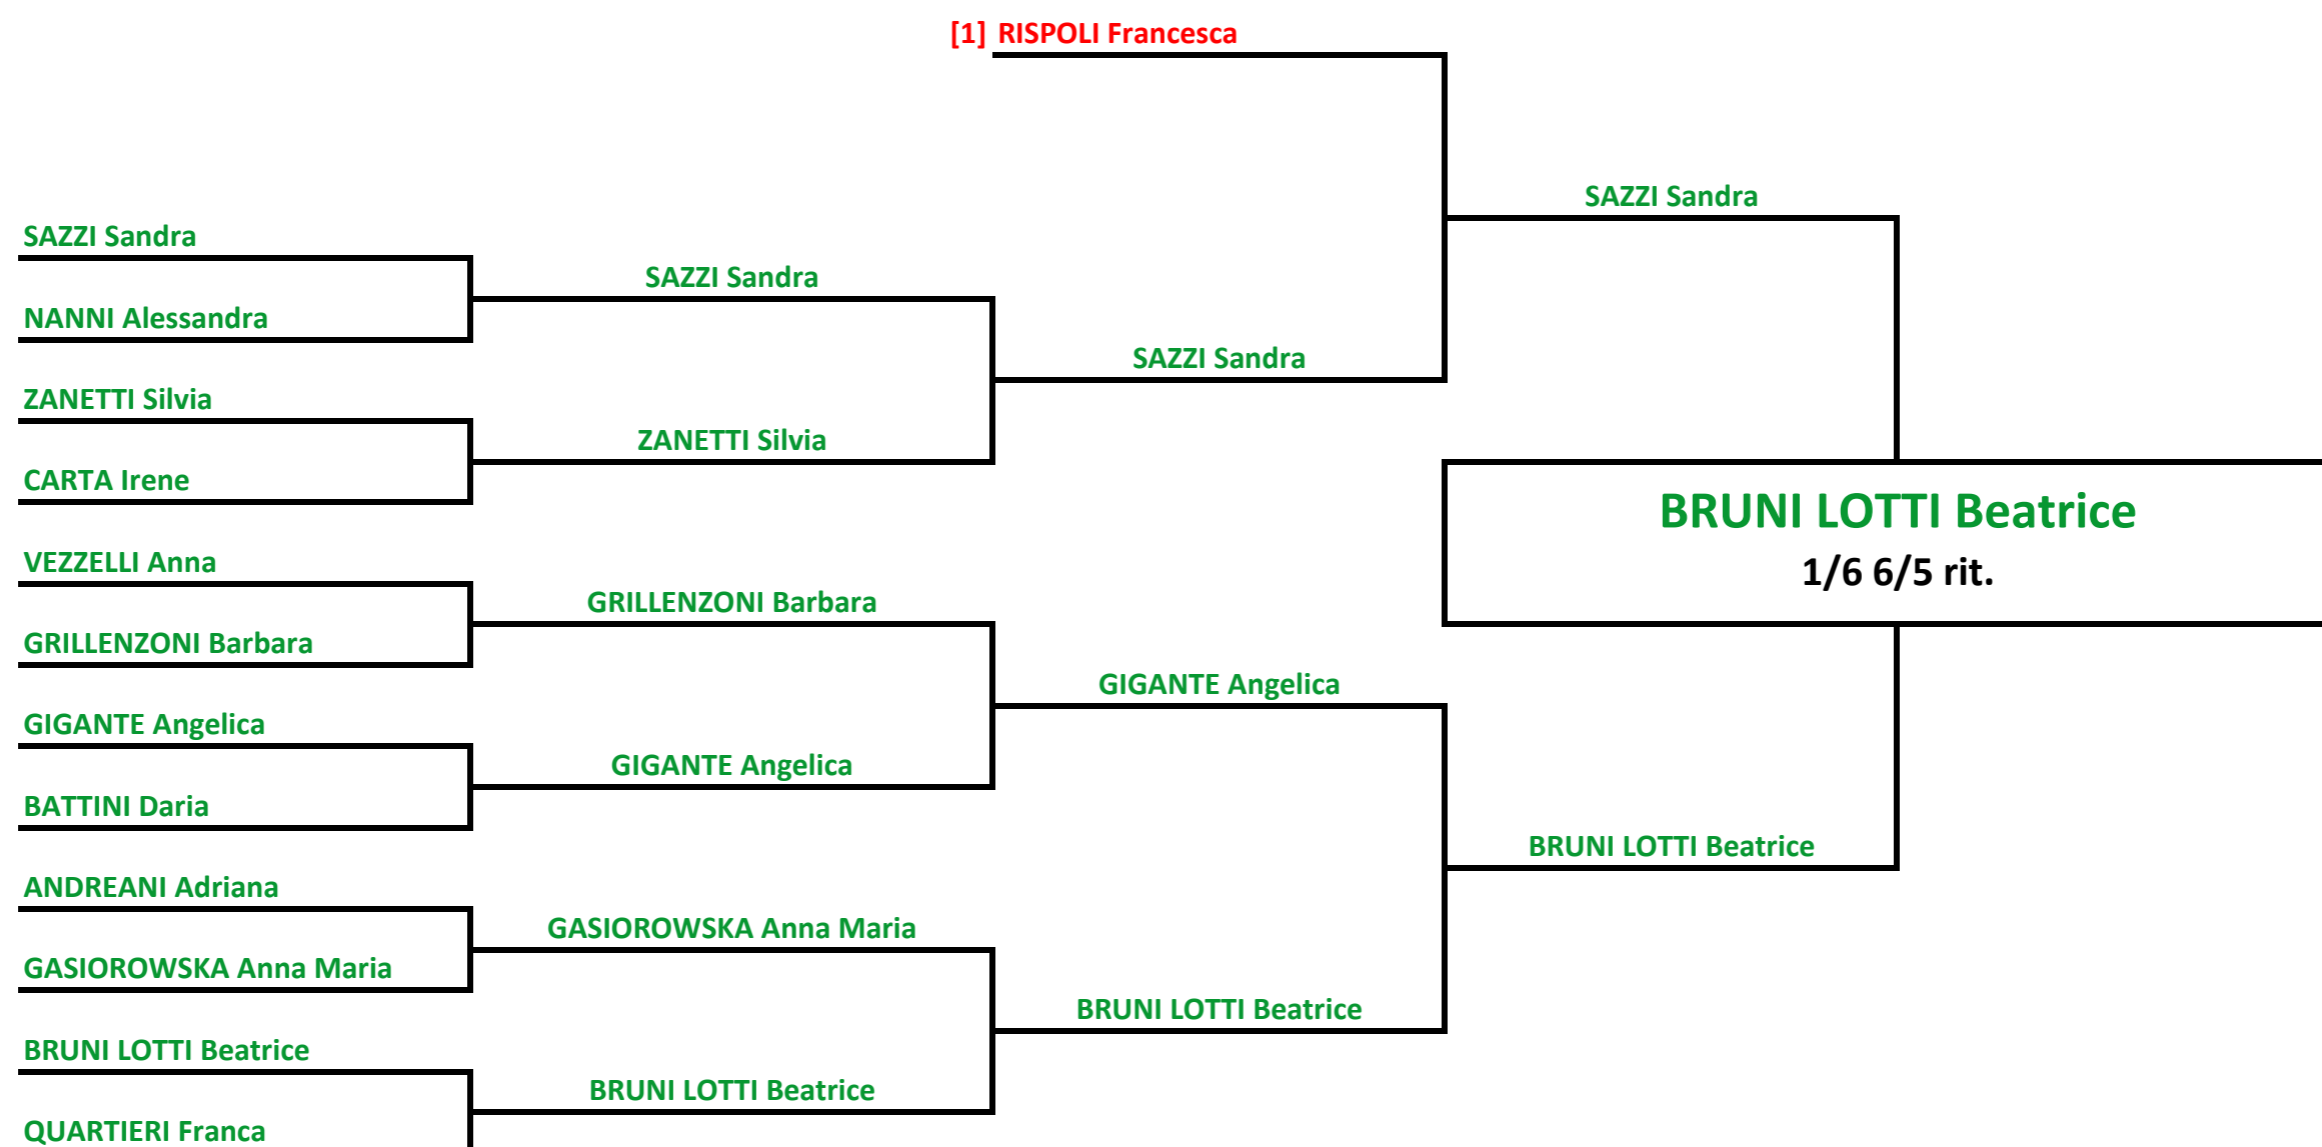 [1] RISPOLI Francesca
SAZZI Sandra
SAZZI Sandra
SAZZI Sandra
NANNI Alessandra
SAZZI Sandra
ZANETTI Silvia
ZANETTI Silvia
CARTA Irene
BRUNI LOTTI Beatrice
1/6 6/5 rit.
VEZZELLI Anna
GRILLENZONI Barbara
GRILLENZONI Barbara
GIGANTE Angelica
GIGANTE Angelica
GIGANTE Angelica
BATTINI Daria
BRUNI LOTTI Beatrice
ANDREANI Adriana
GASIOROWSKA Anna Maria
GASIOROWSKA Anna Maria
BRUNI LOTTI Beatrice
BRUNI LOTTI Beatrice
BRUNI LOTTI Beatrice
QUARTIERI Franca